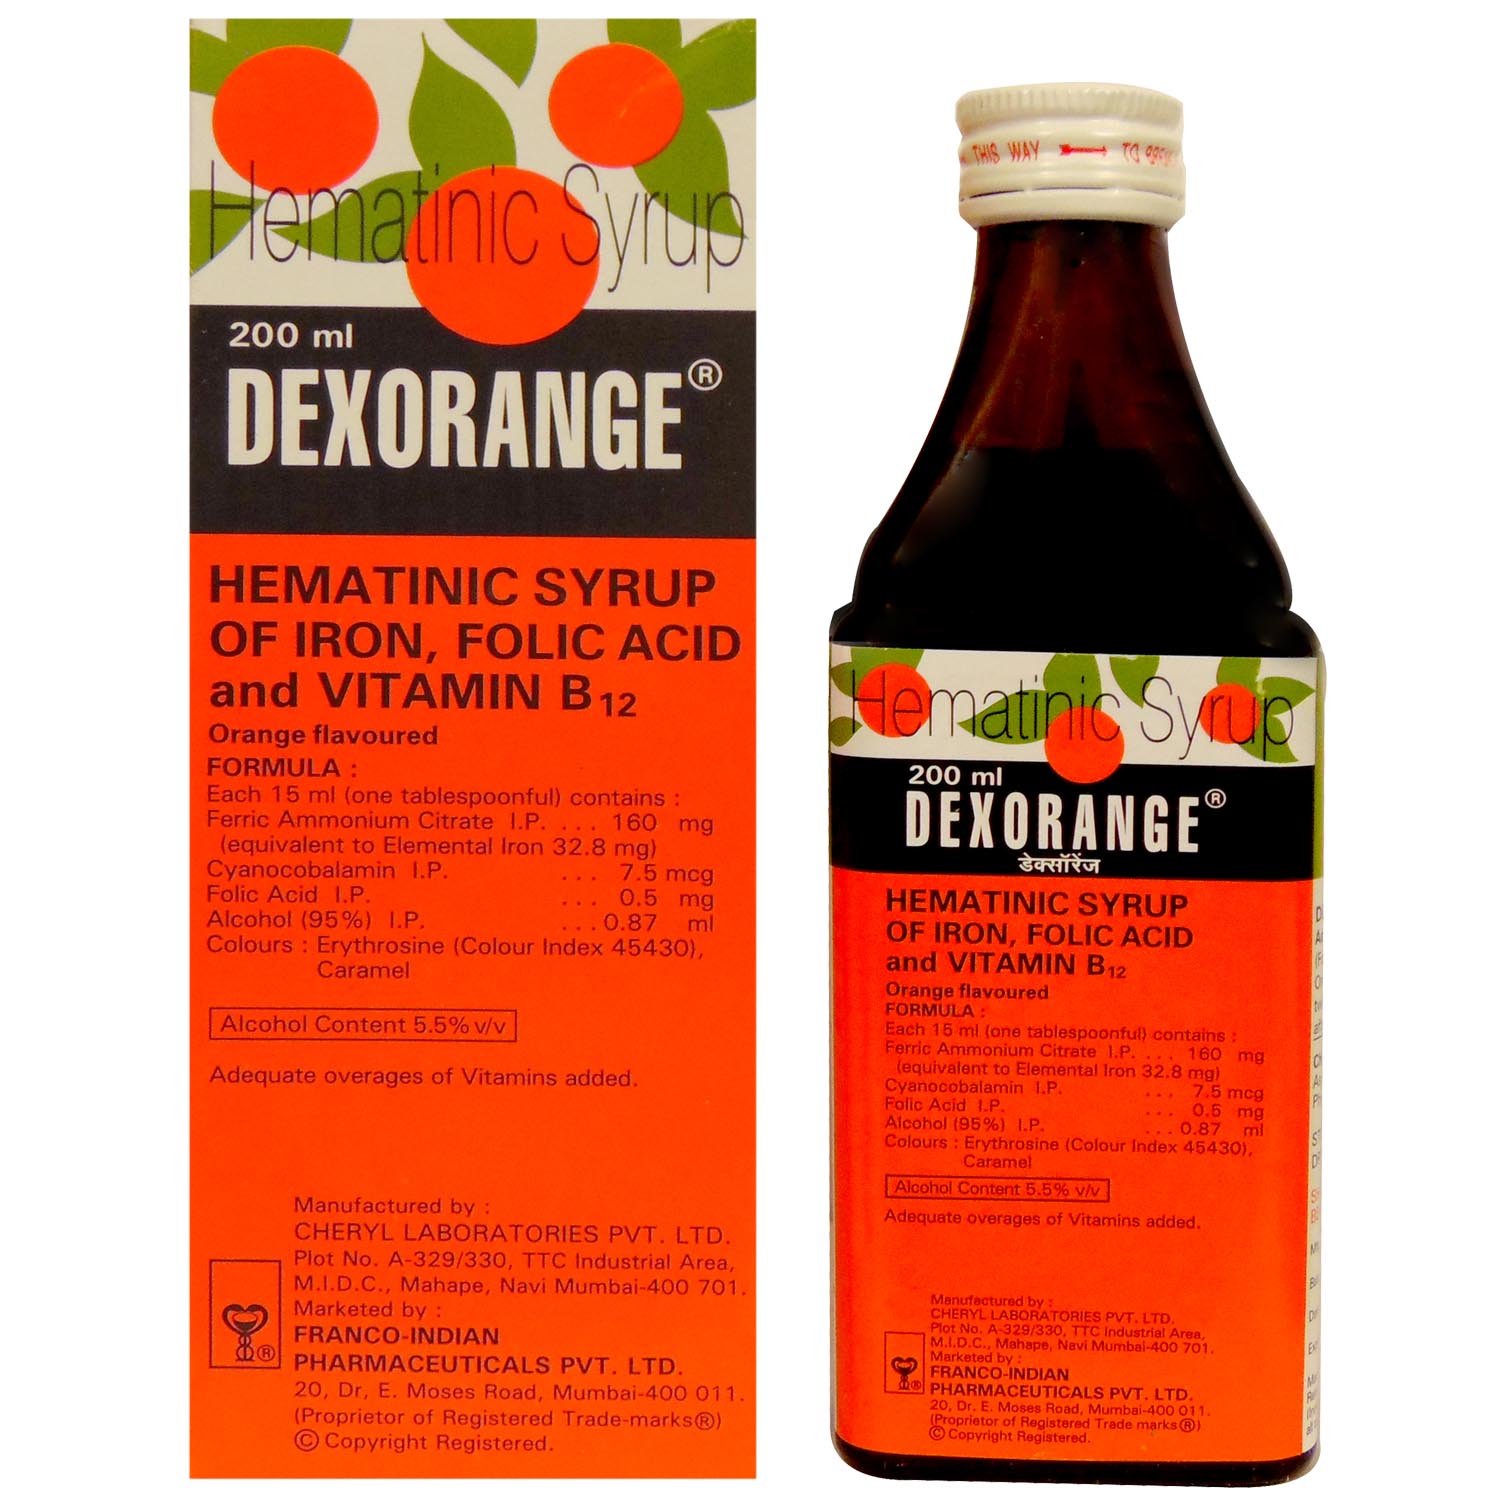 Hematinic Syrup
200 ml
DEXORANGE®
HEMATINIC SYRUP
OF IRON, FOLIC ACID
and VITAMIN B12
Orange flavoured
FORMULA :
Each 15 ml (one tablespoonful) contains :
Ferric Ammonium Citrate I.P. ... 160 mg
(equivalent to Elemental Iron 32.8 mg)
Cyanocobalamin I.P. ... 7.5 mcg
Folic Acid I.P. ... 0.5 mg
Alcohol (95%) I.P. ... 0.87 ml
Colours : Erythrosine (Colour Index 45430),
Caramel
Alcohol Content 5.5% v/v
Adequate overages of Vitamins added.
Manufactured by :
CHERYL LABORATORIES PVT. LTD.
Plot No. A-329/330, TTC Industrial Area,
M.I.D.C., Mahape, Navi Mumbai-400 701.
Marketed by :
FRANCO-INDIAN
PHARMACEUTICALS PVT. LTD.
®
20, Dr, E. Moses Road, Mumbai-400 011.
(Proprietor of Registered Trade-marks®)
© Copyright Registered.
THIS WAY TO
Hematinic Syrup
200 ml
DEXORANGE®
डेक्सॉरेंज
HEMATINIC SYRUP
OF IRON, FOLIC ACID
and VITAMIN B12
Orange flavoured
FORMULA :
Each 15 ml (one tablespoonful) contains :
Ferric Ammonium Citrate I.P. ... 160 mg
(equivalent to Elemental Iron 32.8 mg)
Cyanocobalamin I.P. ... 7.5 mcg
Folic Acid I.P. ... 0.5 mg
Alcohol (95%) I.P. ... 0.87 ml
Colours : Erythrosine (Colour Index 45430),
Caramel
Alcohol Content 5.5% v/v
Adequate overages of Vitamins added.
Manufactured by :
CHERYL LABORATORIES PVT. LTD.
Plot No. A-329/330, TTC Industrial Area,
M.I.D.C., Mahape, Navi Mumbai-400 701.
Marketed by :
FRANCO-INDIAN
PHARMACEUTICALS PVT. LTD.
®
20, Dr. E. Moses Road, Mumbai-400 011.
(Proprietor of Registered Trade marks®)
© Copyright Registered.